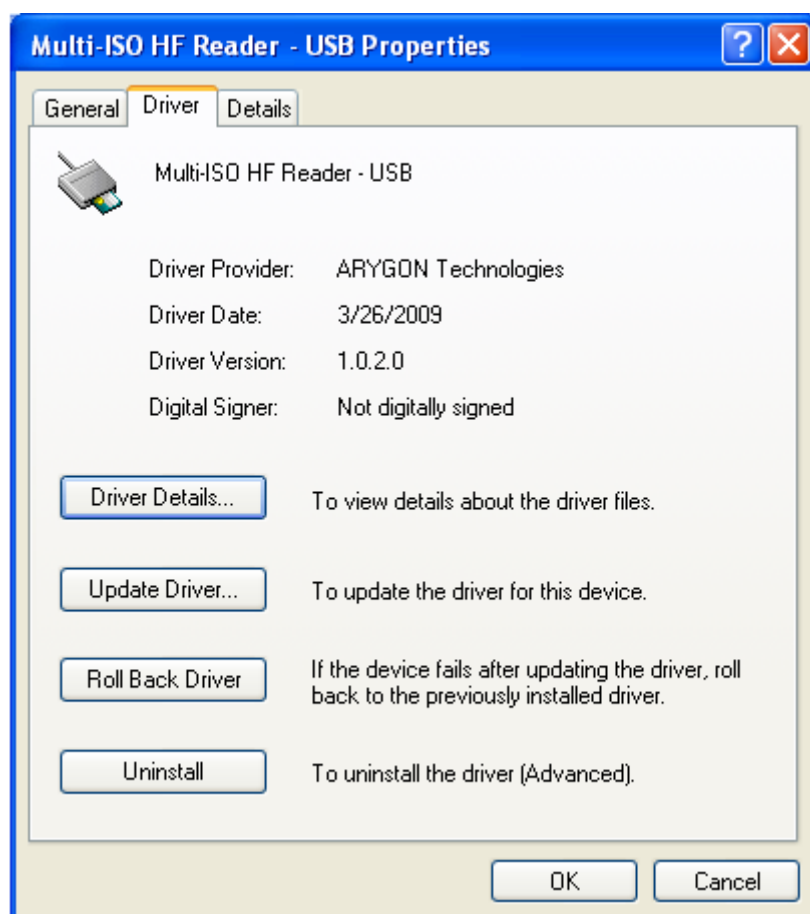 Multi-ISO HF Reader - USB Properties
General Driver Details
Multi-ISO HF Reader - USB
Driver Provider: ARYGON Technologies
Driver Date: 3/26/2009
Driver Version: 1.0.2.0
Digital Signer: Not digitally signed
Driver Details... To view details about the driver files.
Update Driver... To update the driver for this device.
Roll Back Driver If the device fails after updating the driver, roll
back to the previously installed driver.
Uninstall To uninstall the driver (Advanced).
OK Cancel